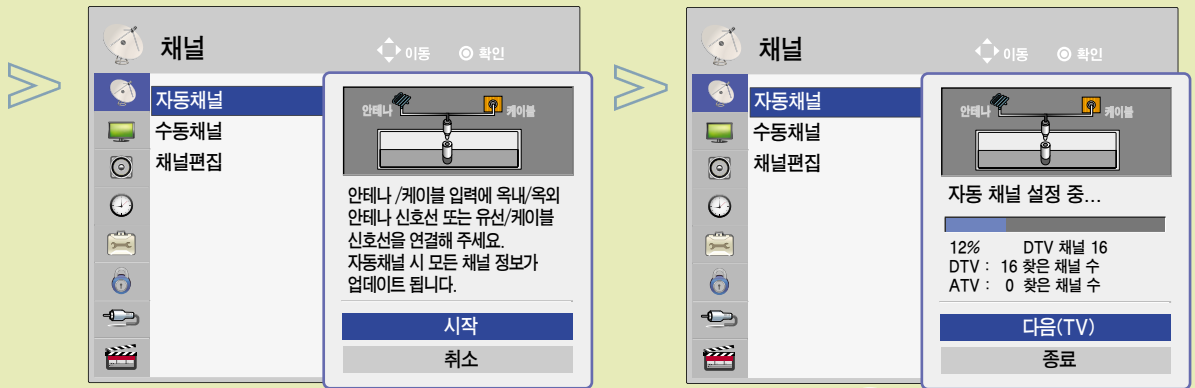 채널
이동 확인
자동채널
수동채널
채널편집
안테나 케이블
안테나 /케이블 입력에 옥내/옥외
안테나 신호선 또는 유선/케이블
신호선을 연결해 주세요.
자동채널 시 모든 채널 정보가
업데이트 됩니다.
시작
취소
채널
이동 확인
자동채널
수동채널
채널편집
안테나 케이블
자동 채널 설정 중...
12% DTV 채널 16
DTV : 16 찾은 채널 수
ATV : 0 찾은 채널 수
다음(TV)
종료